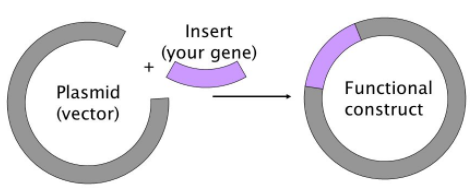 Plasmid
(vector)
+
Insert
(your gene)
Functional
construct